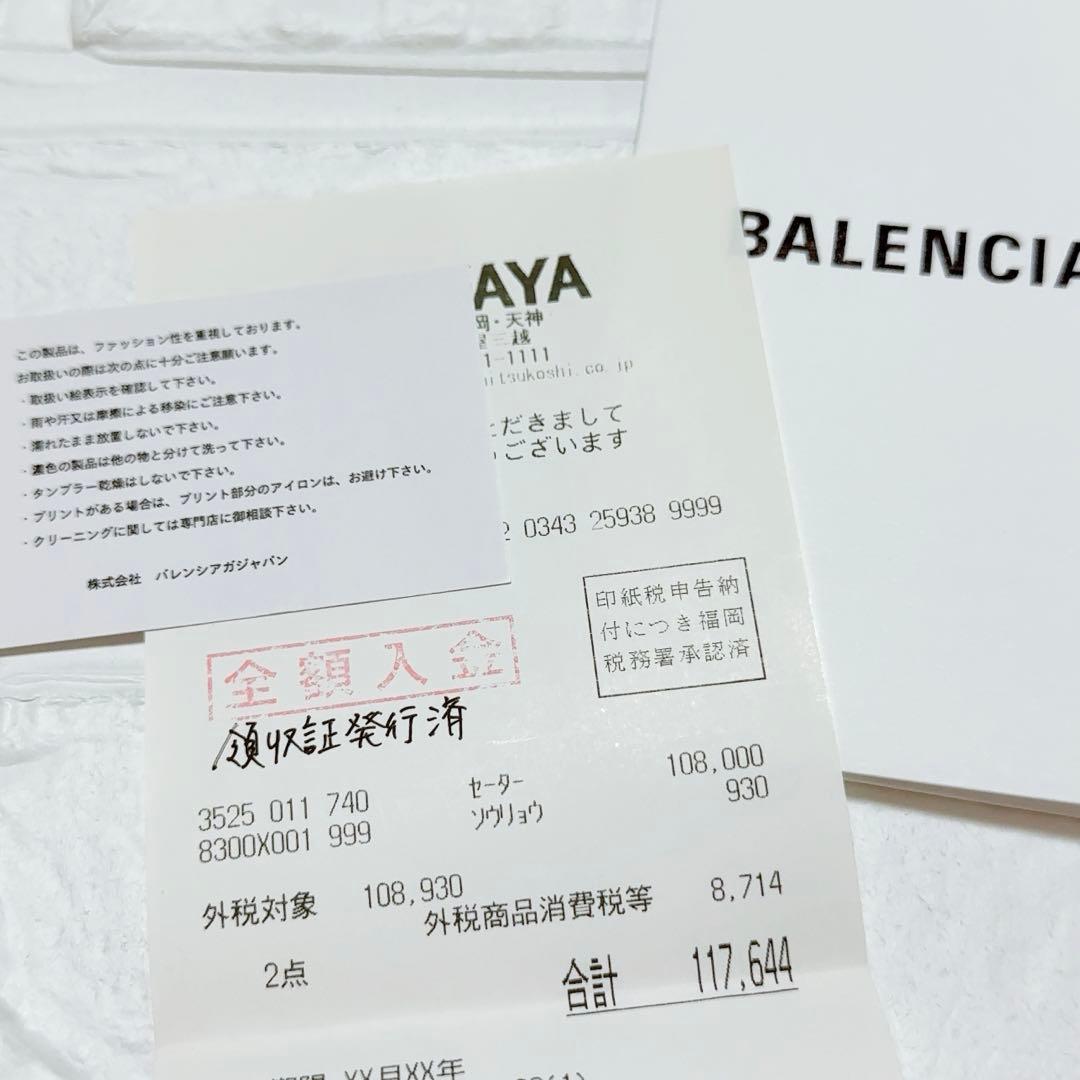 BALENCIA
AYA
岡・天神
屋三越
1-1111
itsukoshi.co.jp
だきまして
ございます
2 0343 25938 9999
この製品は、ファッション性を重視しております。
お取扱いの際は次の点に十分ご注意願います。
・取扱い絵表示を確認して下さい。
・雨や汗又は摩擦による移染にご注意下さい。
・濡れたまま放置しないで下さい。
・濃色の製品は他の物と分けて洗って下さい。
・タンブラー乾燥はしないで下さい。
・プリントがある場合は、プリント部分のアイロンは、お避け下さい。
・クリーニングに関しては専門店に御相談下さい。
株式会社 バレンシアガジャパン
印紙税申告納
付につき福岡
税務署承認済
全額入金
領収証発行済
3525 011 740 セーター 108,000
8300X001 999 ソウリョウ 930
外税対象 108,930
外税商品消費税等 8,714
2点 合計 117,644
XX月XX年